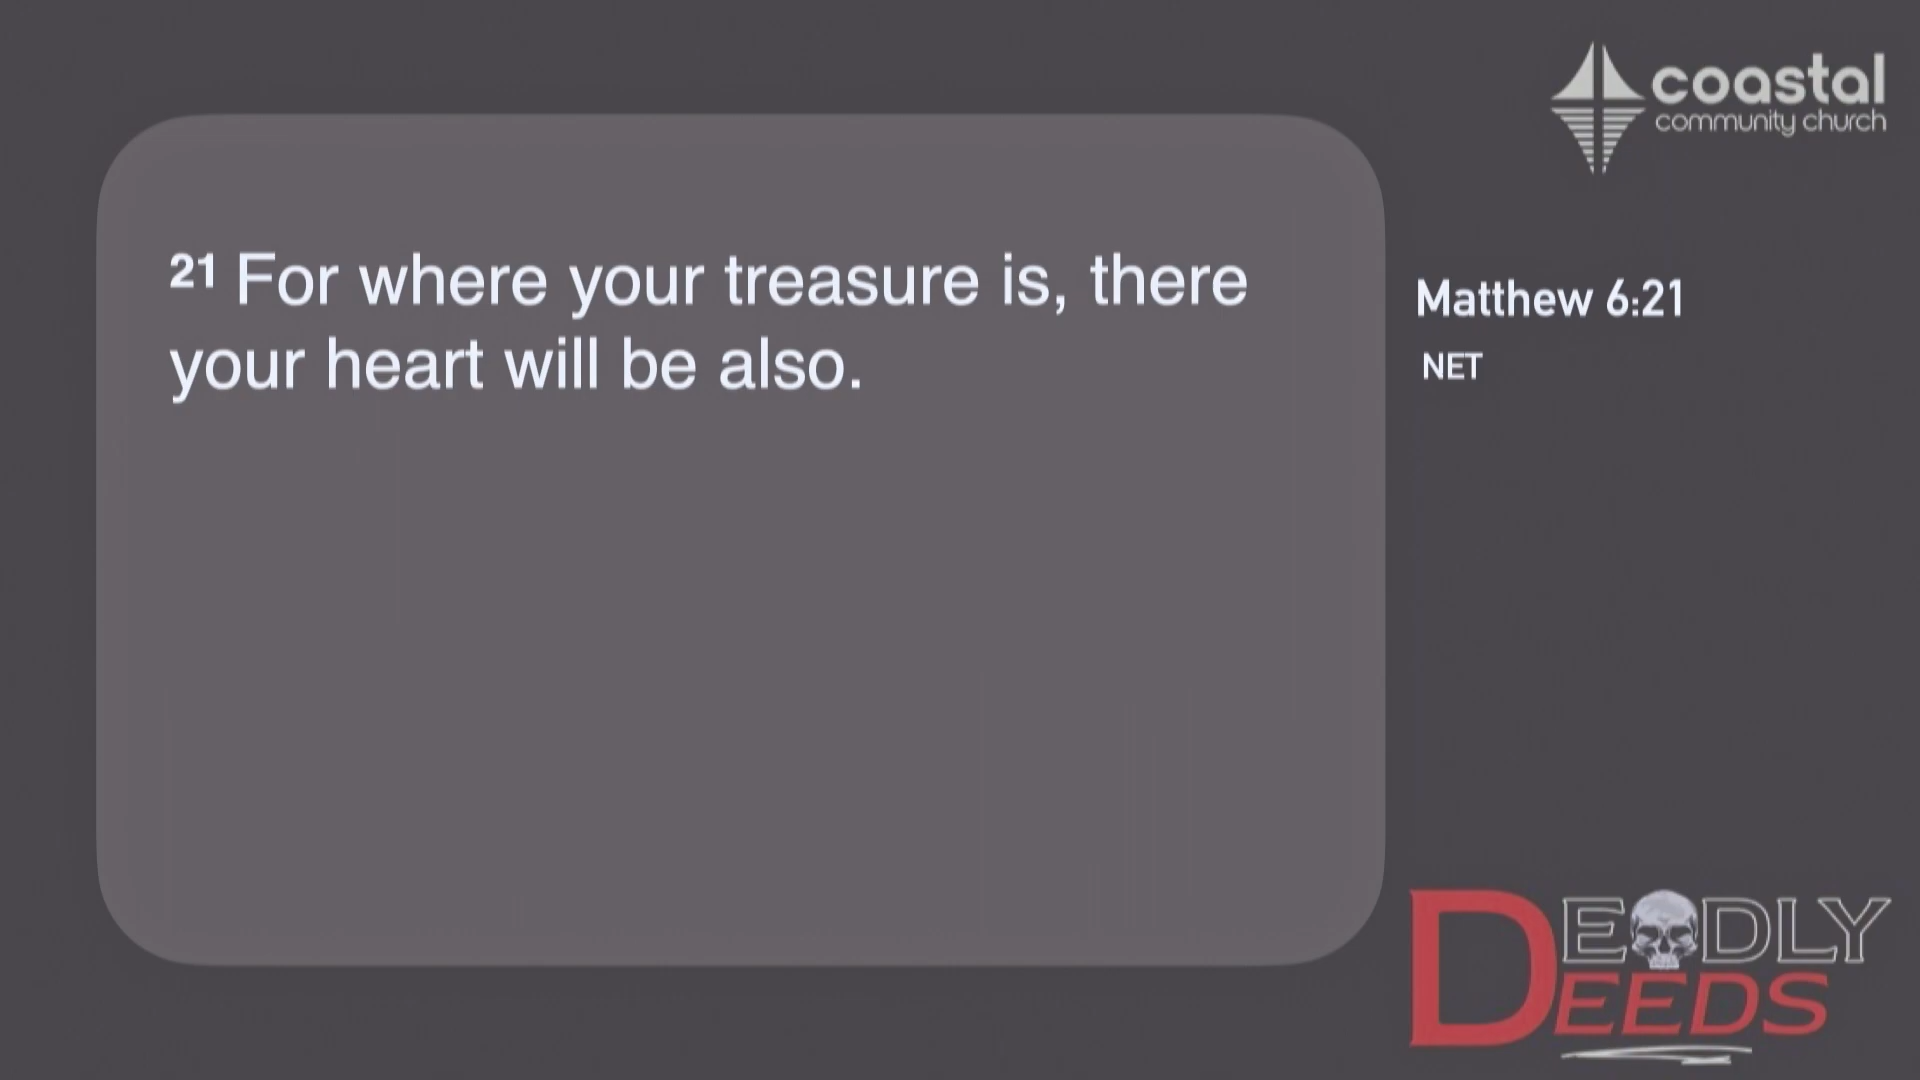 coastal
community church
21 For where your treasure is, there
your heart will be also.
Matthew 6:21
NET
DEADLY
DEEDS